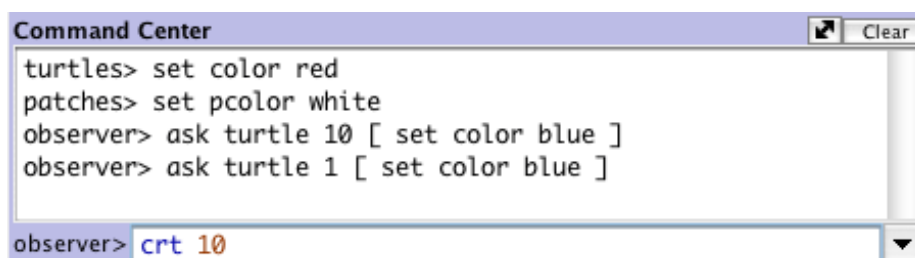 Command Center
Clear
turtles> set color red
patches> set pcolor white
observer> ask turtle 10 [ set color blue ]
observer> ask turtle 1 [ set color blue ]
observer> crt 10